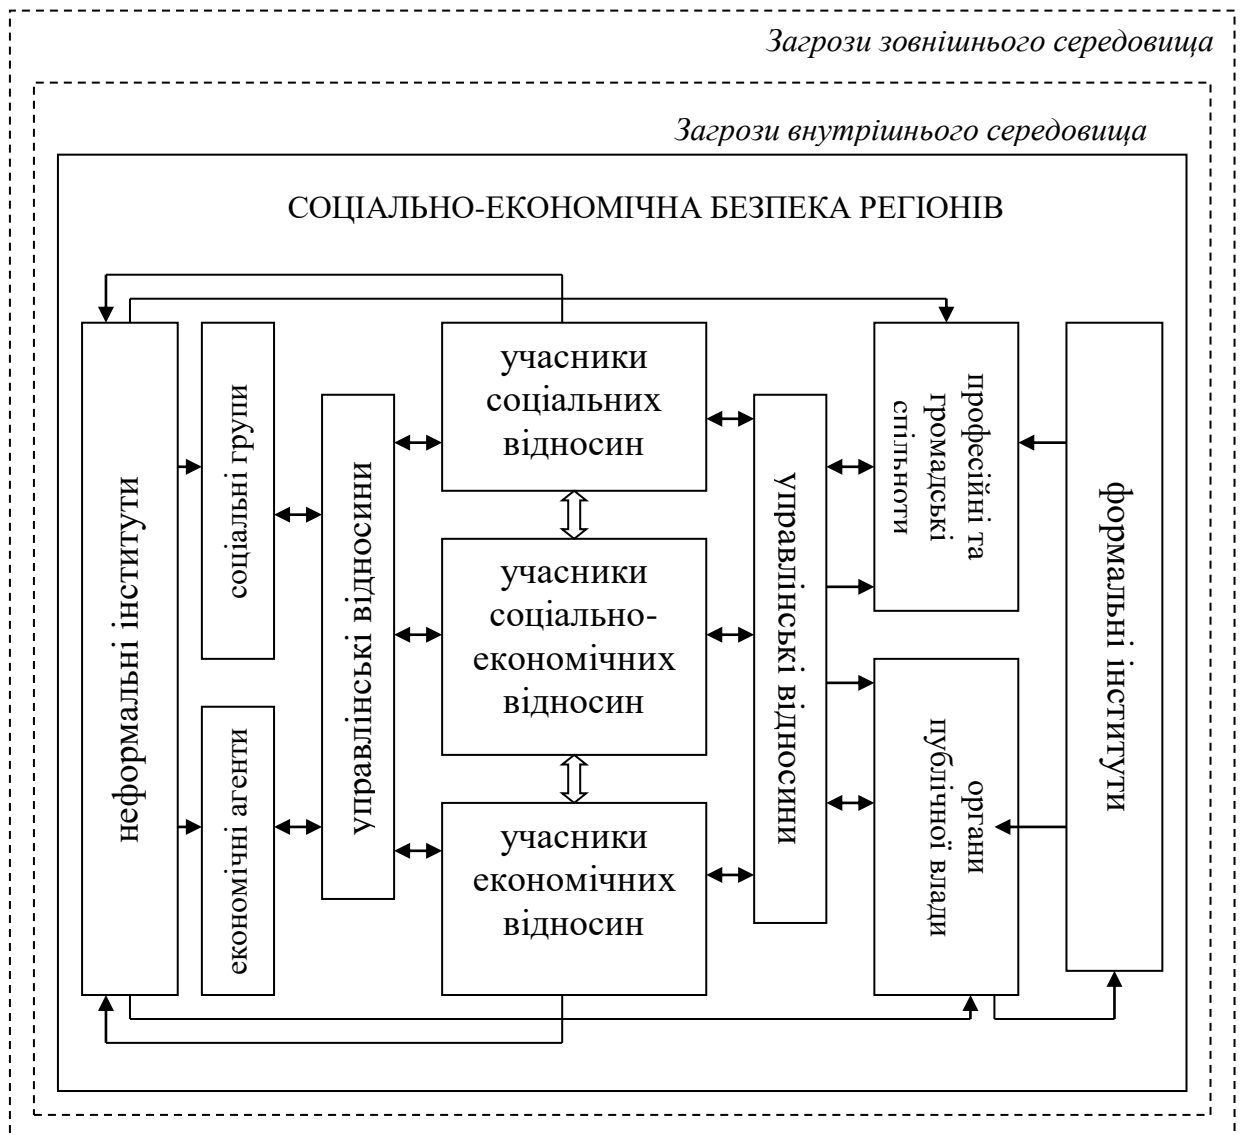 Загрози зовнішнього середовища
Загрози внутрішнього середовища
СОЦІАЛЬНО-ЕКОНОМІЧНА БЕЗПЕКА РЕГІОНІВ
неформальні інститути
соціальні групи
економічні агенти
управлінські відносини
учасники
соціальних
відносин
учасники
соціально-
економічних
відносин
учасники
економічних
відносин
управлінські відносини
професійні та
громадські
спільноти
органи
публічної влади
формальні інститути